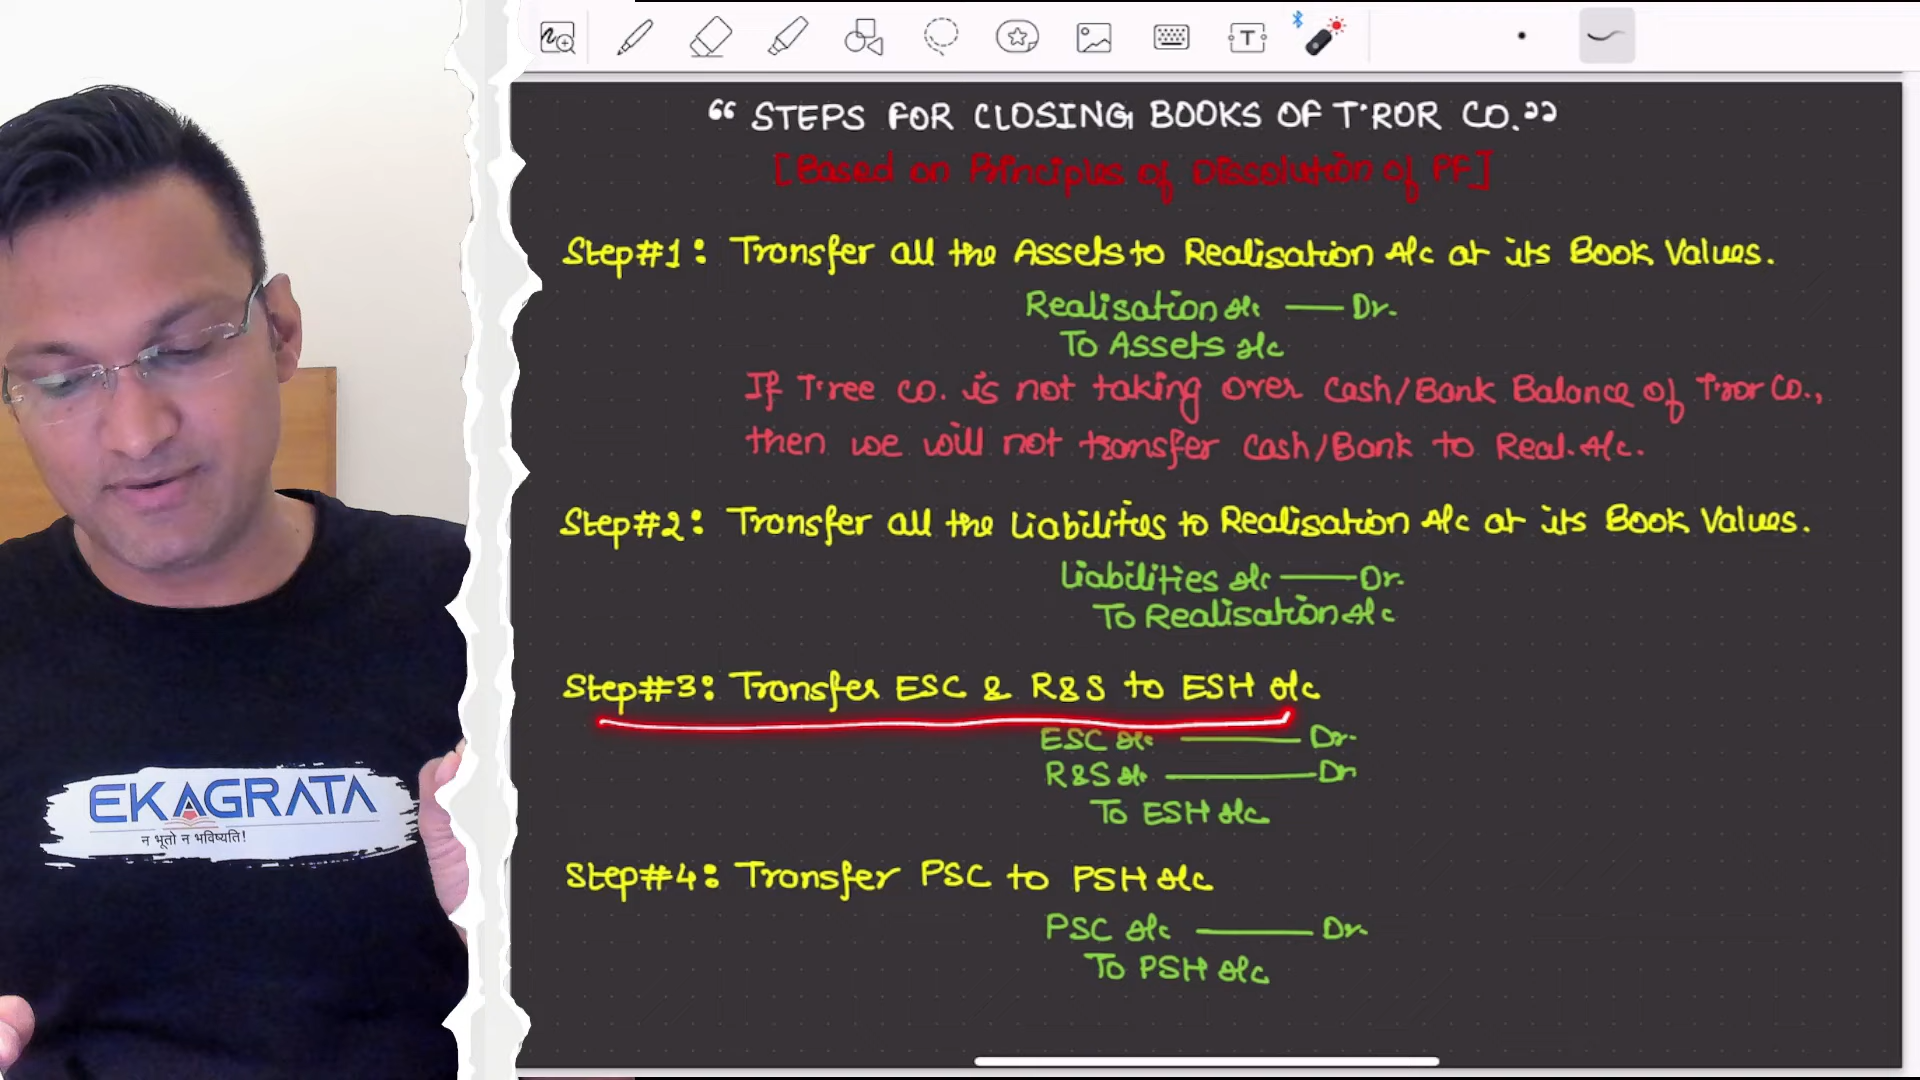 “ STEPS FOR CLOSING BOOKS OF T'ROR CO.”
[Based on Principles of Dissolution of PF]
Step#1: Transfer all the Assets to Realisation A/c at its Book Values.
Realisation A/c —— Dr.
To Assets A/c
If T'ree co. is not taking over Cash/Bank Balance of T'ror Co.,
then we will not transfer Cash/Bank to Real. A/c.
Step#2: Transfer all the Liabilities to Realisation A/c at its Book Values.
Liabilities A/c —— Dr.
To Realisation A/c
Step#3: Transfer ESC & R&S to ESH A/c
ESC A/c —— Dr.
R&S A/c —— Dr
To ESH A/c
Step#4: Transfer PSC to PSH A/c
PSC A/c —— Dr.
To PSH A/c
EKAGRATA
न भूतो न भविष्यति!
T